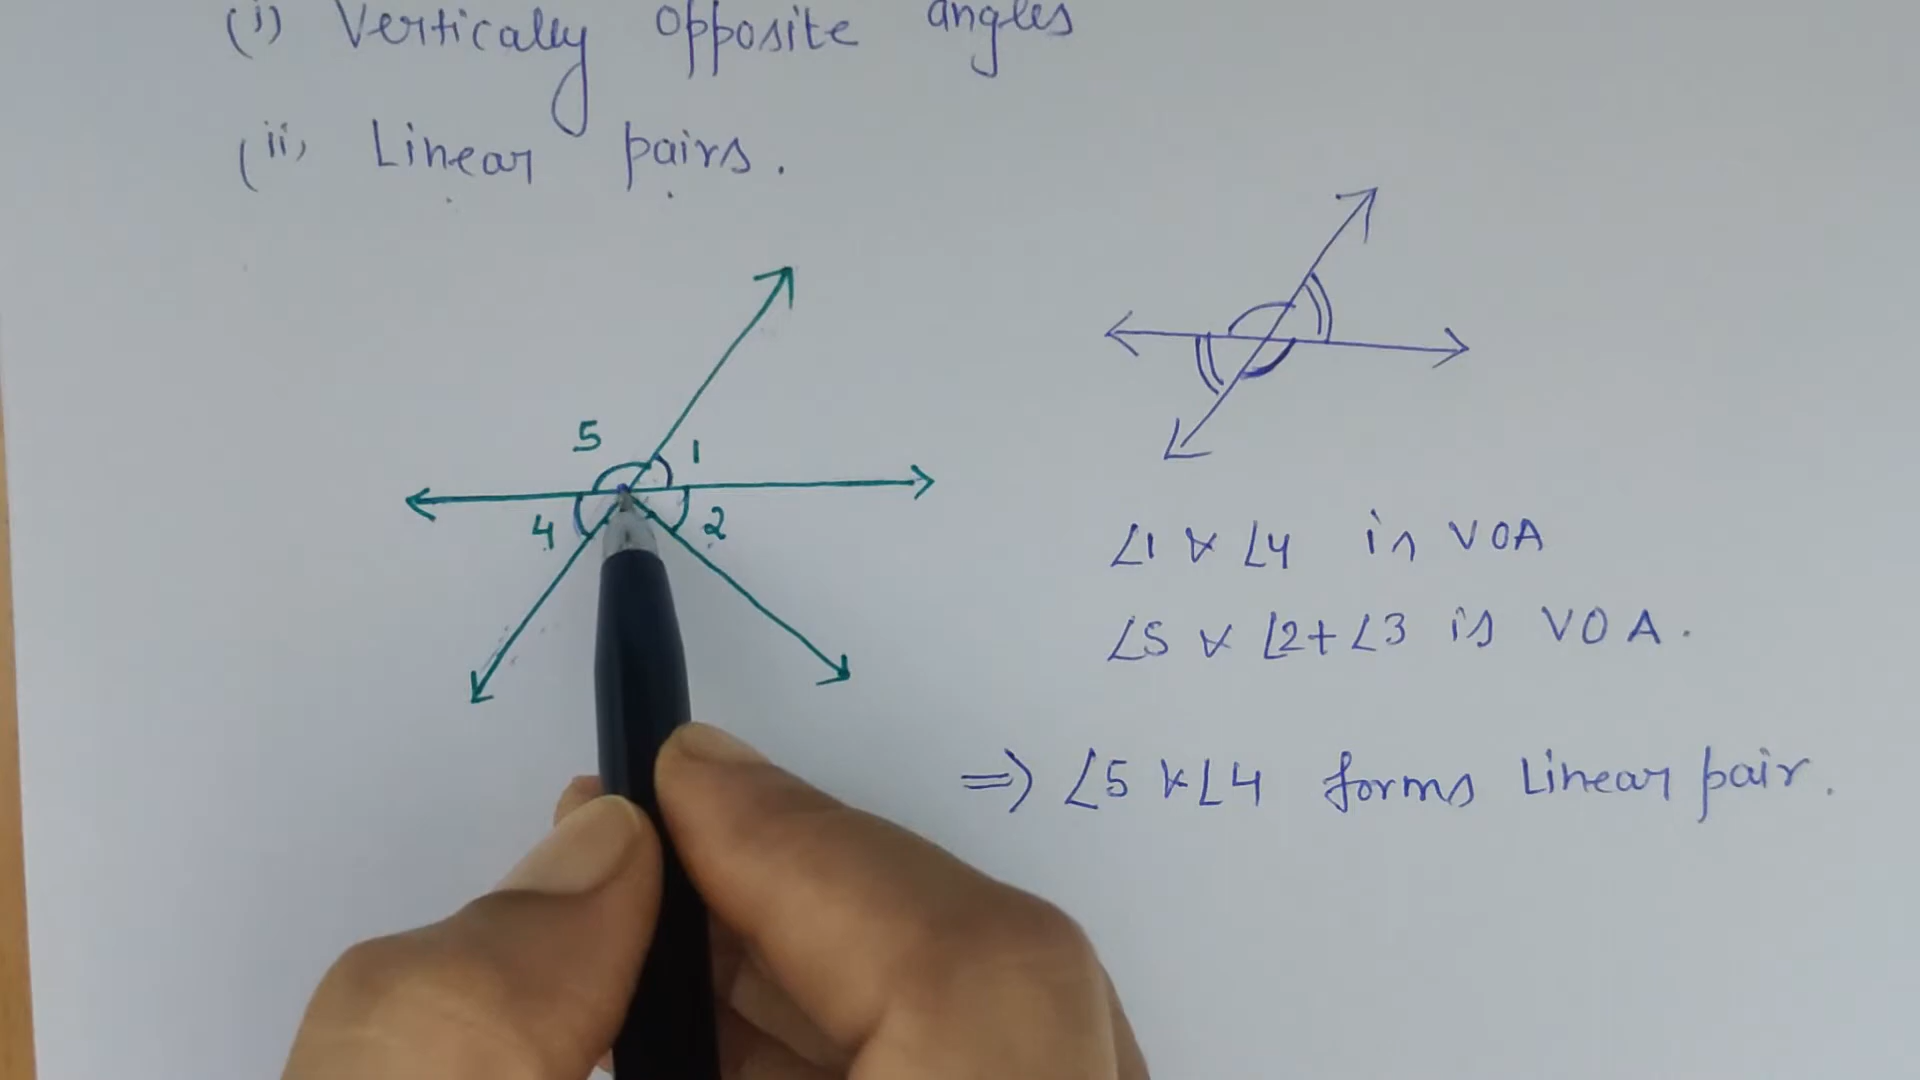 (i) Vertically opposite angles
(ii) Linear pairs.
5
1
4
2
∠1 & ∠4 is VOA
∠5 & ∠2+∠3 is VOA.
⇒ ∠5 & ∠4 forms Linear pair.